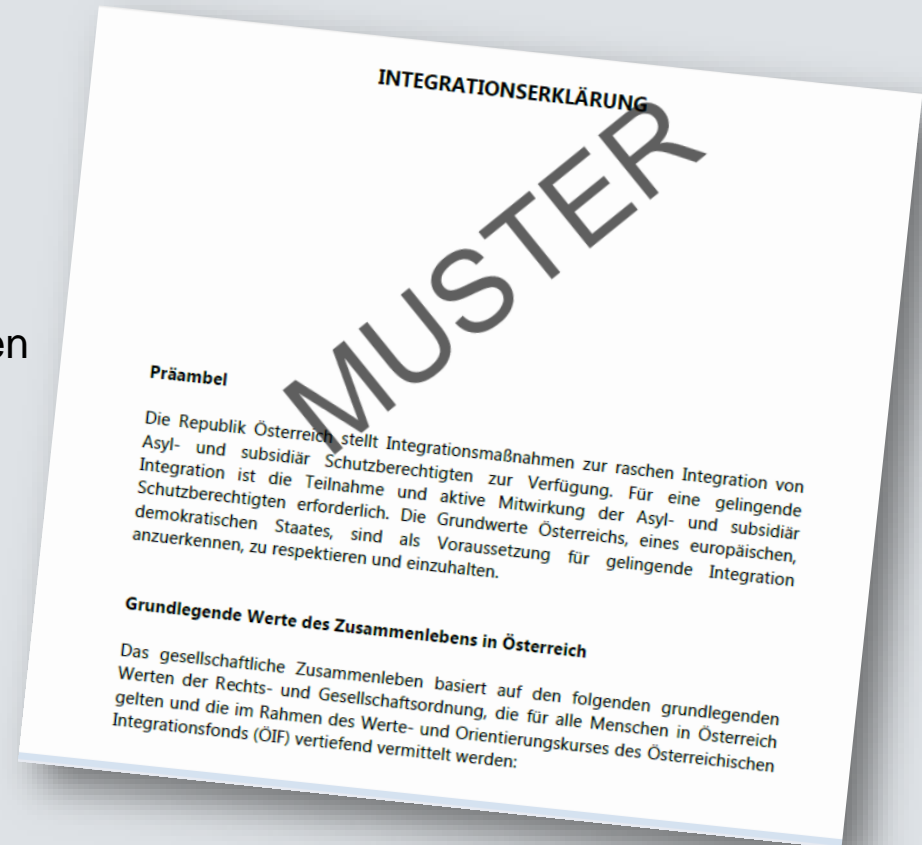 INTEGRATIONSERKLÄRUNG
MUSTER
en
Präambel
Die Republik Österreich stellt Integrationsmaßnahmen zur raschen Integration von
Asyl- und subsidiär Schutzberechtigten zur Verfügung. Für eine gelingende
Integration ist die Teilnahme und aktive Mitwirkung der Asyl- und subsidiär
Schutzberechtigten erforderlich. Die Grundwerte Österreichs, eines europäischen,
demokratischen Staates, sind als Voraussetzung für gelingende Integration
anzuerkennen, zu respektieren und einzuhalten.
Grundlegende Werte des Zusammenlebens in Österreich
Das gesellschaftliche Zusammenleben basiert auf den folgenden grundlegenden
Werten der Rechts- und Gesellschaftsordnung, die für alle Menschen in Österreich
gelten und die im Rahmen des Werte- und Orientierungskurses des Österreichischen
Integrationsfonds (ÖIF) vertiefend vermittelt werden: